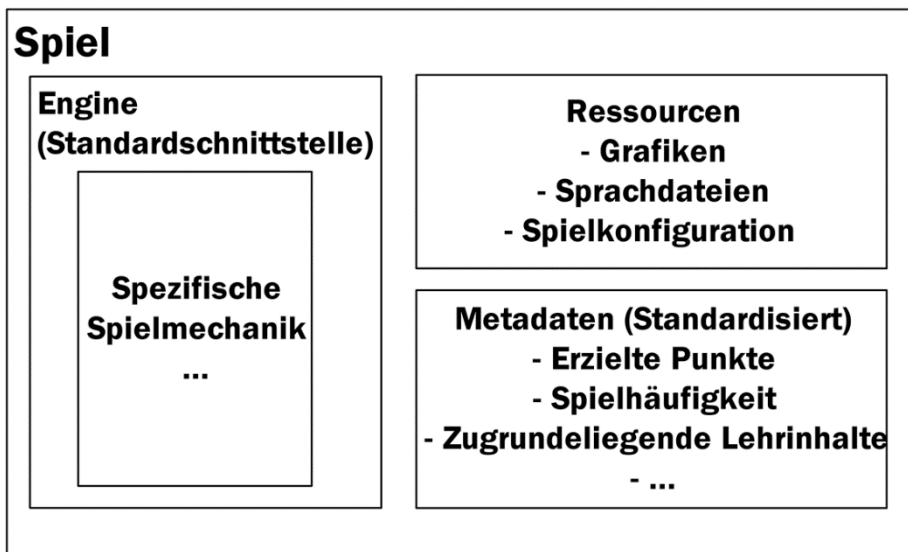 Spiel
Engine
(Standardschnittstelle)
Spezifische
Spielmechanik
...
Ressourcen
- Grafiken
- Sprachdateien
- Spielkonfiguration
Metadaten (Standardisiert)
- Erzielte Punkte
- Spielhäufigkeit
- Zugrundeliegende Lehrinhalte
- ...